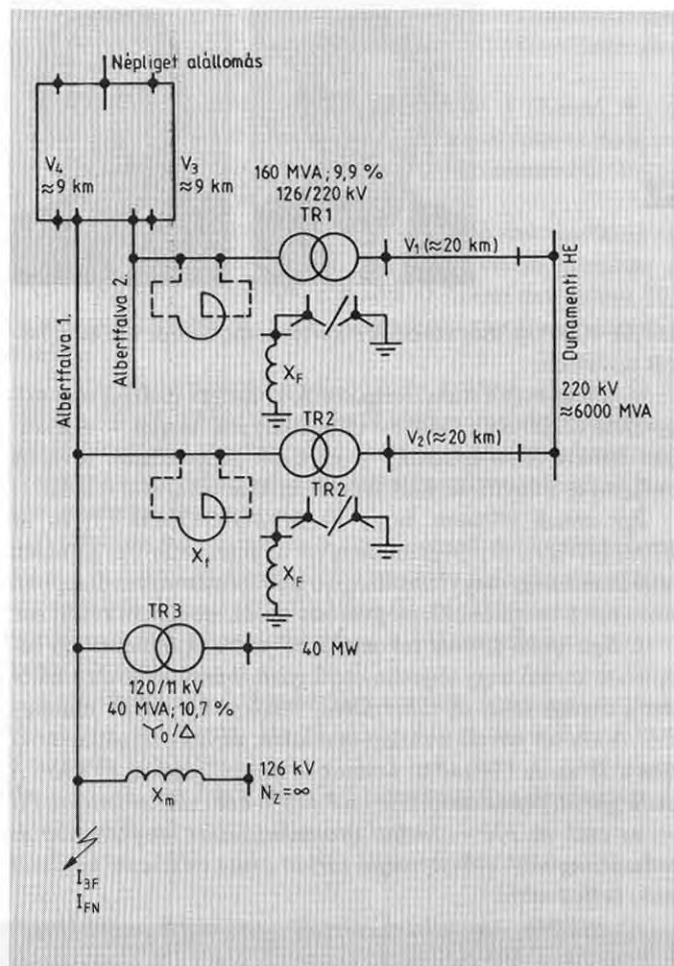 Népliget alállomás
V4
≈9 km
V3
≈9 km
160 MVA; 9,9 %
126/220 kV
TR1
V1 (≈20 km)
Dunamenti HE
Albertfalva 1.
Albertfalva 2.
XF
220 kV
≈6000 MVA
TR2
V2 (≈20 km)
TR2
Xf
XF
TR3
40 MW
120/11 kV
40 MVA; 10,7 %
Y0/Δ
126 kV
Nz=∞
Xm
I3F
IFN